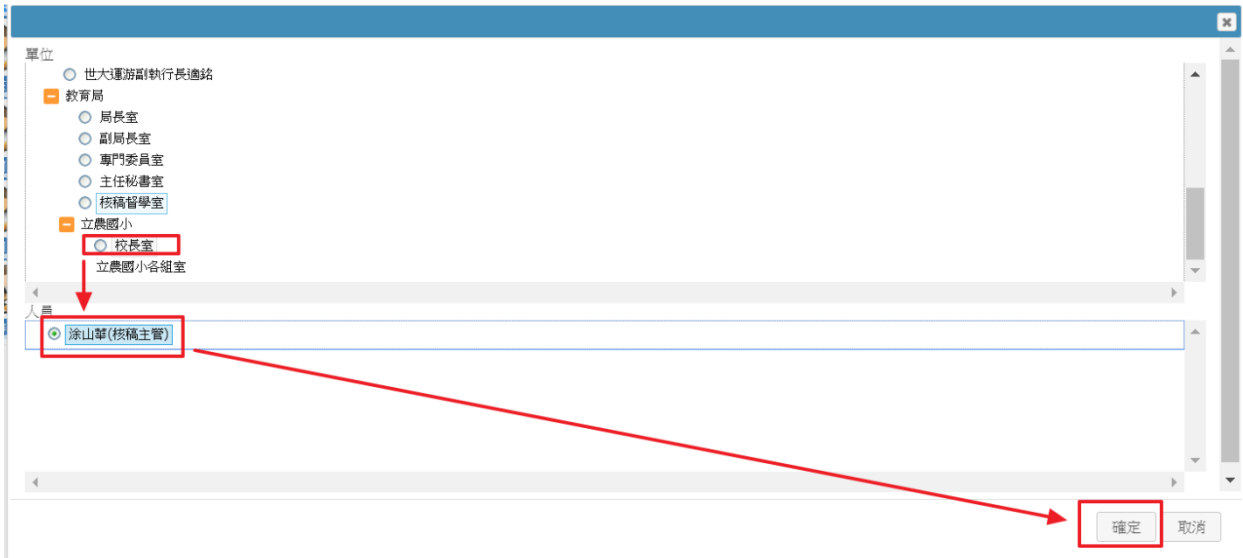 單位
世大運游副執行長適銘
教育局
局長室
副局長室
專門委員室
主任秘書室
核稿督學室
立農國小
校長室
立農國小各組室
人員
涂山華(核稿主管)
確定 取消